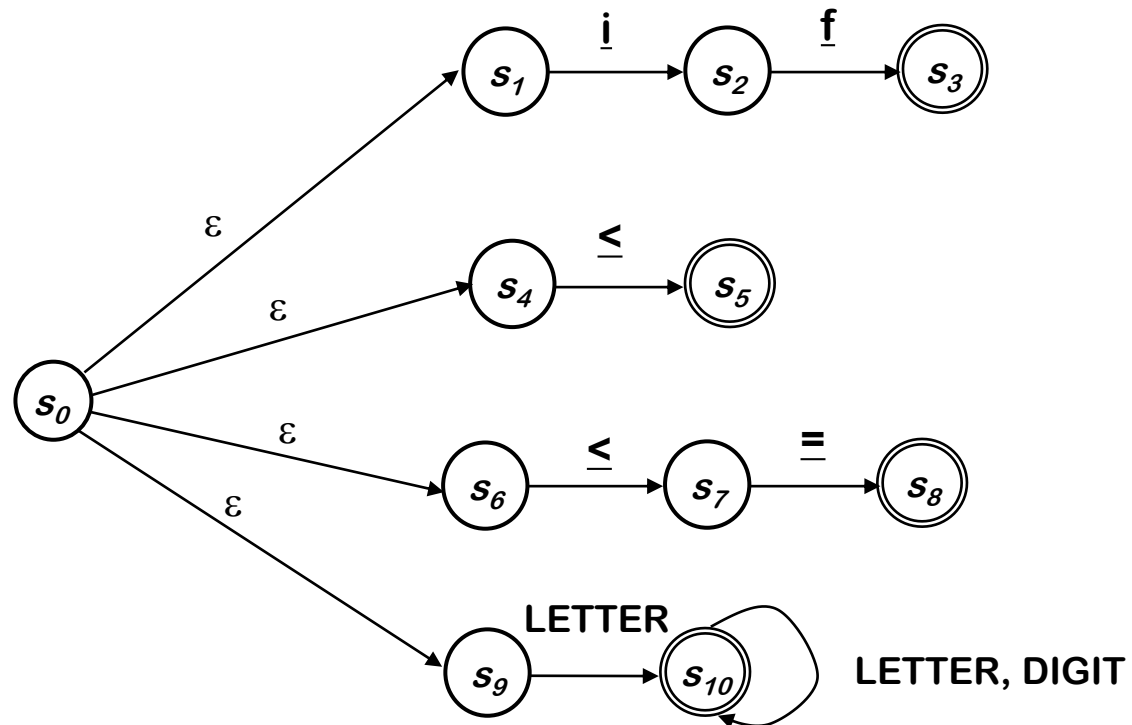 i f
s1 s2 s3
ε
<
s4 s5
ε
s0
ε
< =
s6 s7 s8
ε
LETTER
s9 s10 LETTER, DIGIT